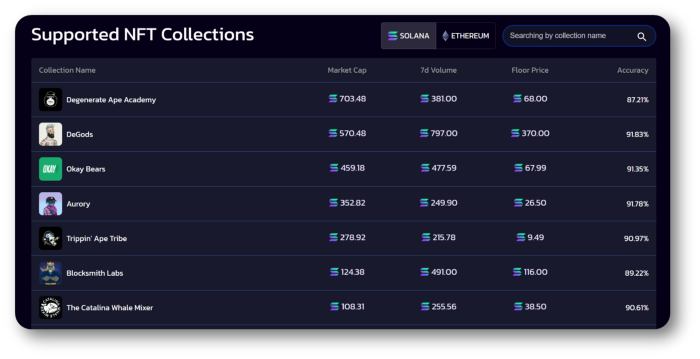 Supported NFT Collections
SOLANA ETHEREUM Searching by collection name
Collection Name Market Cap 7d Volume Floor Price Accuracy
Degenerate Ape Academy 703.48 381.00 68.00 87.21%
DeGods 570.48 797.00 370.00 91.83%
OKAY Okay Bears 459.18 477.59 67.99 91.35%
Aurory 352.82 249.90 26.50 91.78%
Trippin' Ape Tribe 278.92 215.78 9.49 90.97%
Blocksmith Labs 124.38 491.00 116.00 89.22%
The Catalina Whale Mixer 108.31 255.56 38.50 90.61%